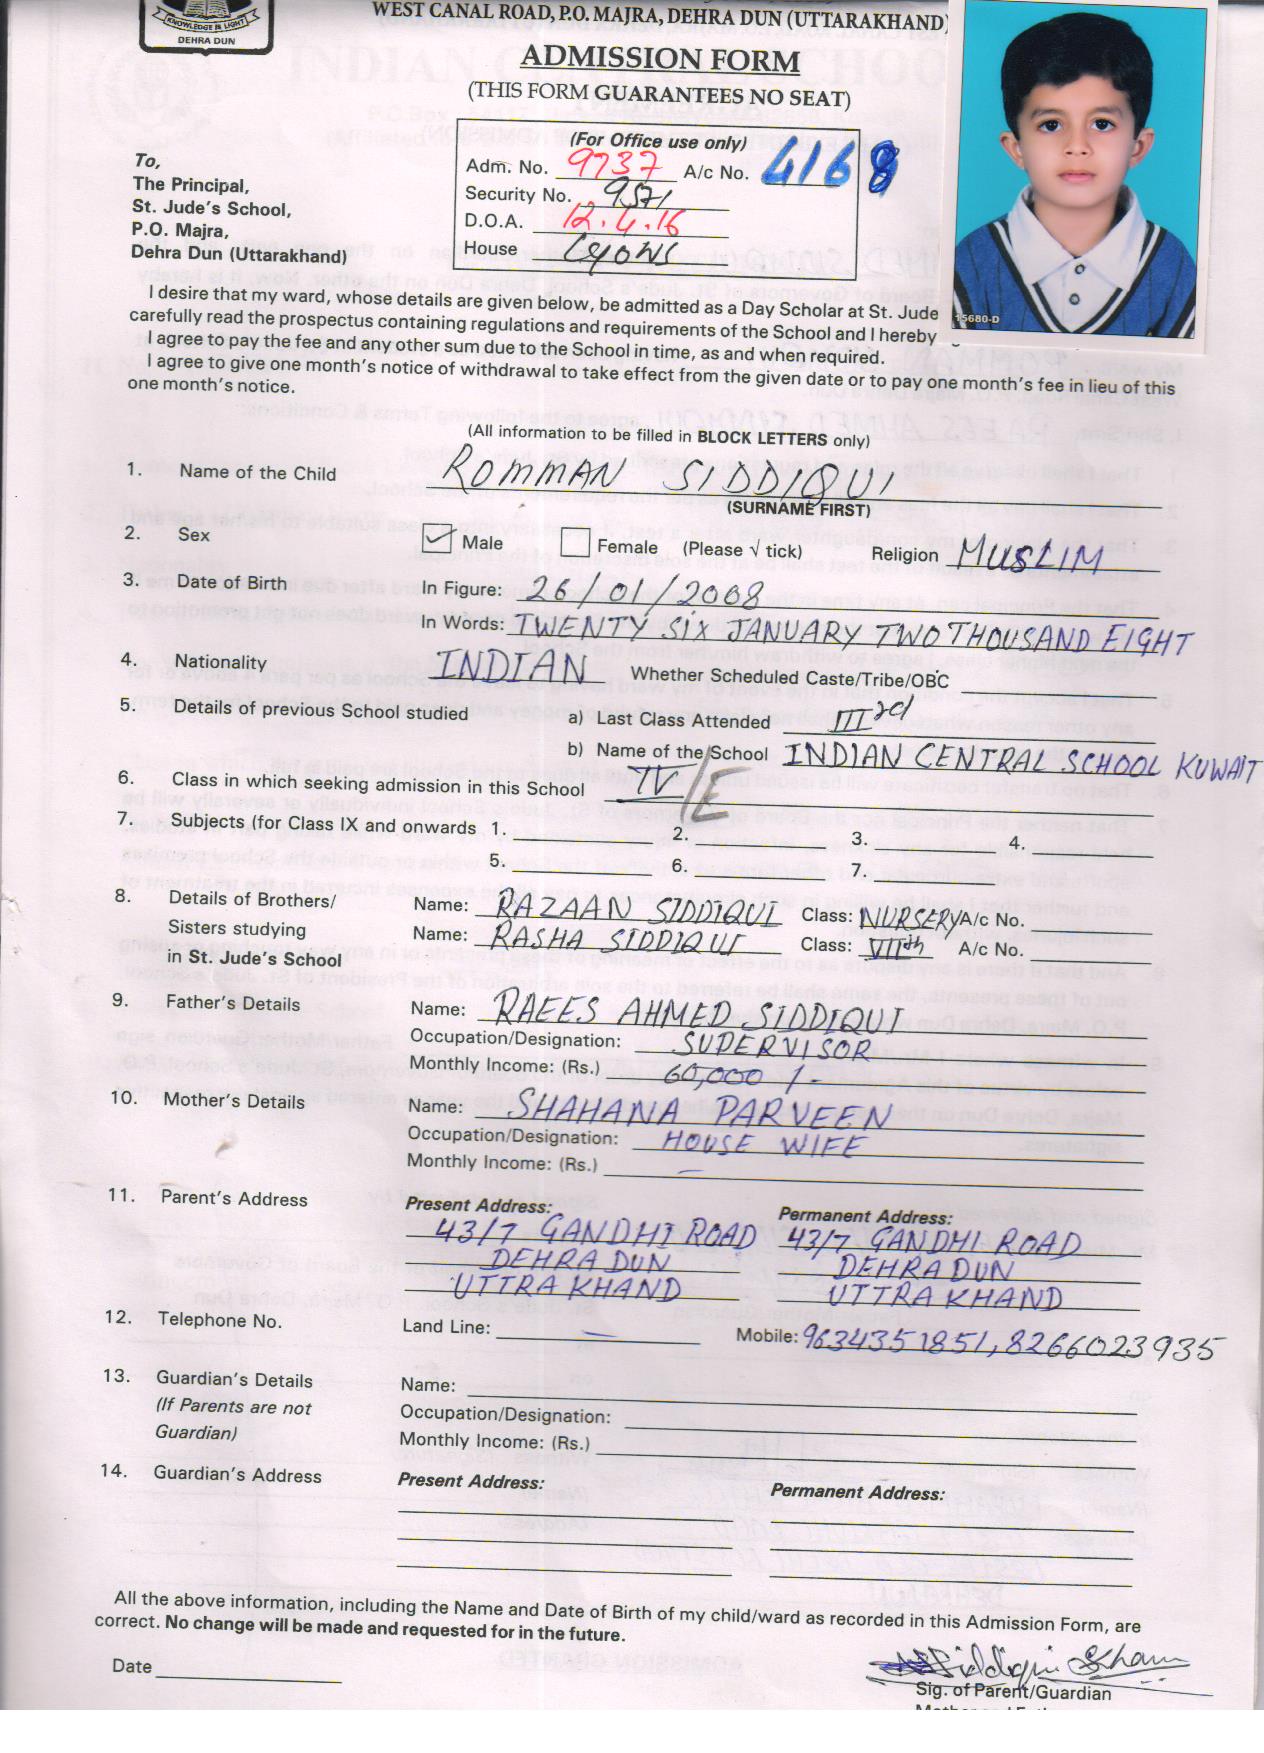 KNOWLEDGE IS LIGHT
DEHRA DUN
WEST CANAL ROAD, P.O. MAJRA, DEHRA DUN (UTTARAKHAND)
ADMISSION FORM
(THIS FORM GUARANTEES NO SEAT)
(For Office use only)
Adm. No. 9737 A/c No. 4168
Security No. 9571
D.O.A. 12.4.16
House Lyons
To,
The Principal,
St. Jude's School,
P.O. Majra,
Dehra Dun (Uttarakhand)
15680-D
I desire that my ward, whose details are given below, be admitted as a Day Scholar at St. Jude
carefully read the prospectus containing regulations and requirements of the School and I hereby
I agree to pay the fee and any other sum due to the School in time, as and when required.
I agree to give one month's notice of withdrawal to take effect from the given date or to pay one month's fee in lieu of this
one month's notice.
(All information to be filled in BLOCK LETTERS only)
1. Name of the Child ROMMAN SIDDIQUI
(SURNAME FIRST)
2. Sex ✓ Male Female (Please √ tick) Religion MUSLIM
3. Date of Birth In Figure: 26/01/2008
In Words: TWENTY SIX JANUARY TWO THOUSAND EIGHT
4. Nationality INDIAN Whether Scheduled Caste/Tribe/OBC
5. Details of previous School studied a) Last Class Attended III rd
b) Name of the School INDIAN CENTRAL SCHOOL KUWAIT
6. Class in which seeking admission in this School IV/E
7. Subjects (for Class IX and onwards 1. 2. 3. 4.
5. 6. 7.
8. Details of Brothers/ Name: RAZAAN SIDDIQUI Class: NURSERY A/c No.
Sisters studying Name: RASHA SIDDIQUI Class: VIIth A/c No.
in St. Jude's School
9. Father's Details Name: RAEES AHMED SIDDIQUI
Occupation/Designation: SUPERVISOR
Monthly Income: (Rs.) 60,000/-
10. Mother's Details Name: SHAHANA PARVEEN
Occupation/Designation: HOUSE WIFE
Monthly Income: (Rs.) —
11. Parent's Address Present Address: Permanent Address:
43/7 GANDHI ROAD 43/7 GANDHI ROAD
DEHRADUN DEHRADUN
UTTRAKHAND UTTRAKHAND
12. Telephone No. Land Line: — Mobile: 9634351851, 8266023935
13. Guardian's Details Name:
(If Parents are not Occupation/Designation:
Guardian) Monthly Income: (Rs.)
14. Guardian's Address Present Address: Permanent Address:
All the above information, including the Name and Date of Birth of my child/ward as recorded in this Admission Form, are
correct. No change will be made and requested for in the future.
Siddiqui
Date
Sig. of Parent/Guardian